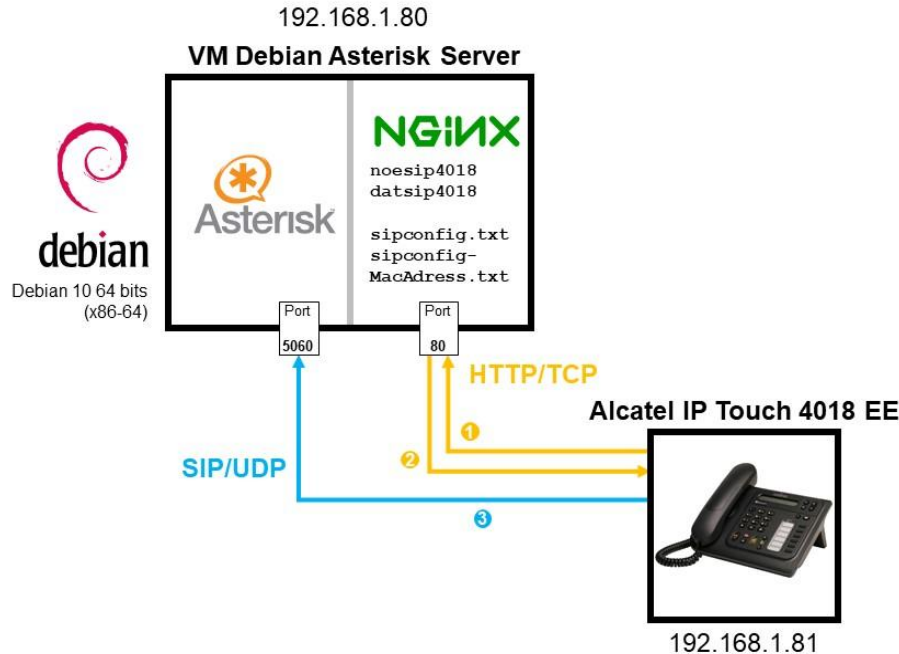 192.168.1.80
VM Debian Asterisk Server
debian
Debian 10 64 bits
(x86-64)
Asterisk
NGiNX
noesip4018
datsip4018
sipconfig.txt
sipconfig-
MacAdress.txt
Port
5060
Port
80
HTTP/TCP
SIP/UDP
1
2
3
Alcatel IP Touch 4018 EE
192.168.1.81